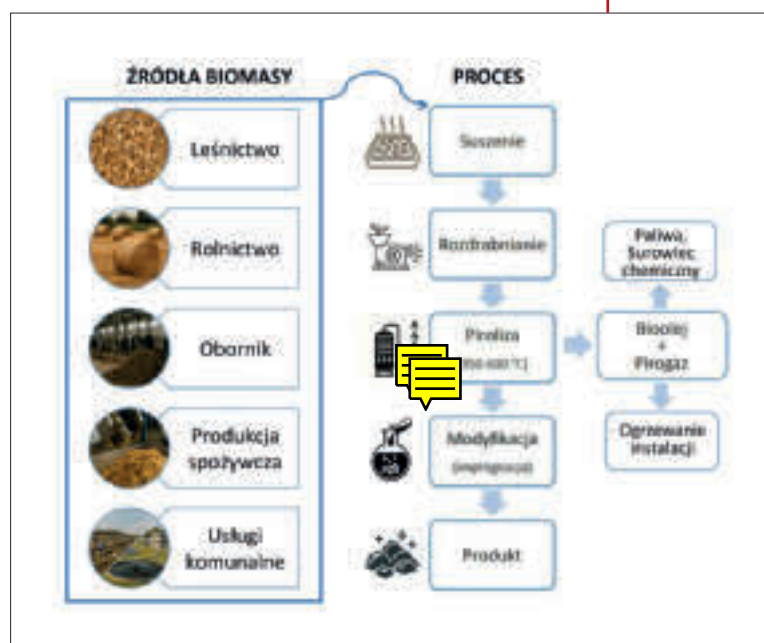 ŹRÓDŁA BIOMASY
Leśnictwo
Rolnictwo
Obornik
Produkcja
spożywcza
Usługi
komunalne
PROCES
Suszenie
Rozdrabnianie
Piroliza
Modyfikacja
Produkt
Paliwa,
Surowiec
chemiczny
Bioolej
+
Pirogaz
Ogrzewanie
instalacji